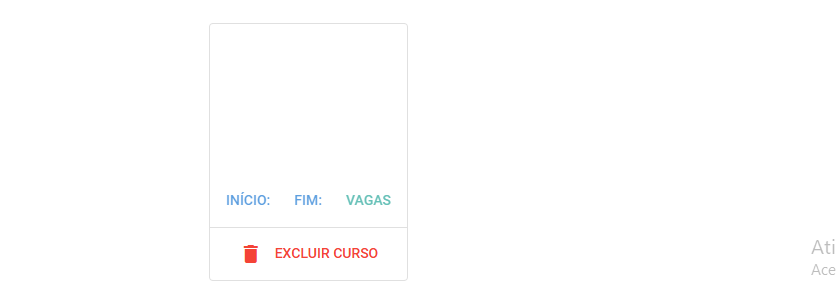 INÍCIO: FIM: VAGAS
EXCLUIR CURSO
Ati
Ace